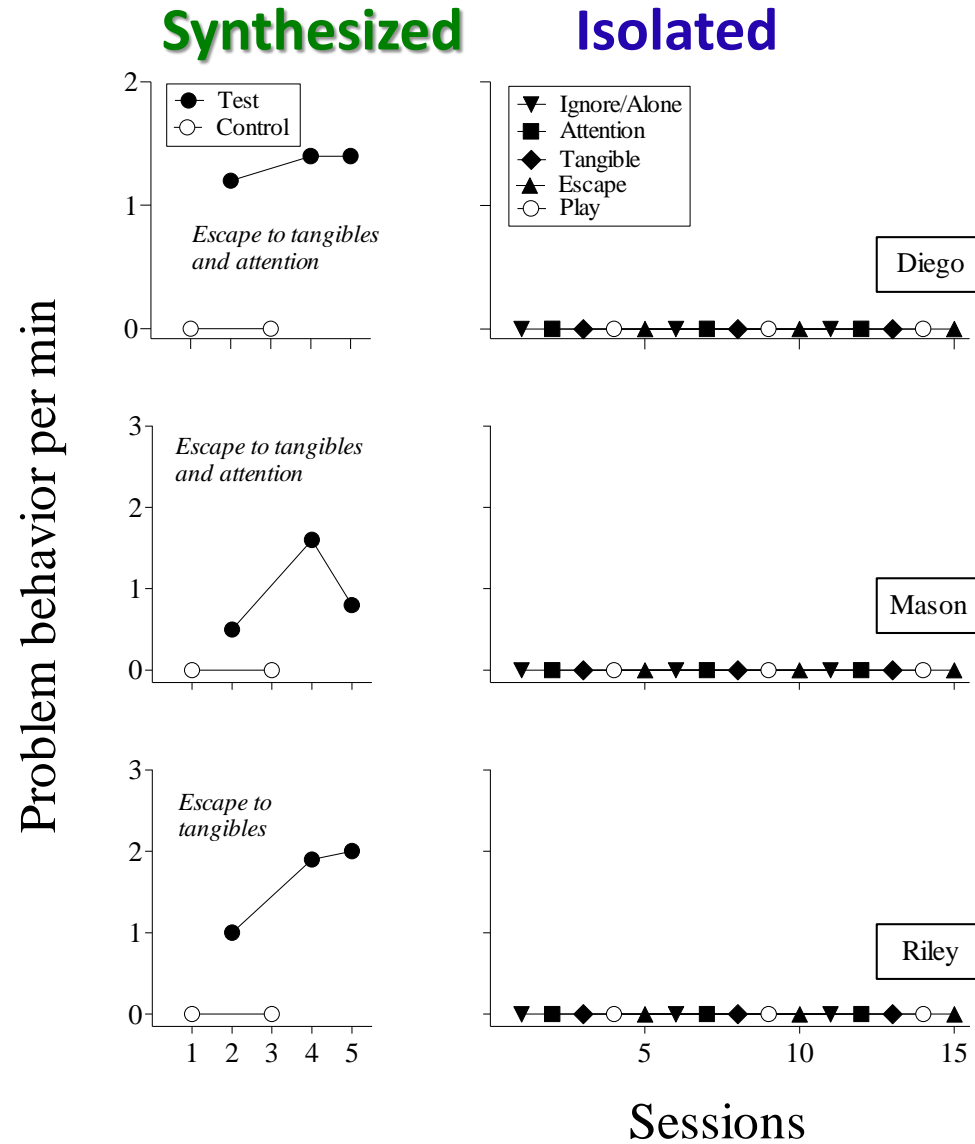 Synthesized Isolated
2
Test
Control
1
Escape to tangibles
and attention
0
Ignore/Alone
Attention
Tangible
Escape
Play
Diego
Problem behavior per min
3
Escape to tangibles
and attention
2
1
0
Mason
3
Escape to
tangibles
2
1
0
1 2 3 4 5
Riley
5 10 15
Sessions